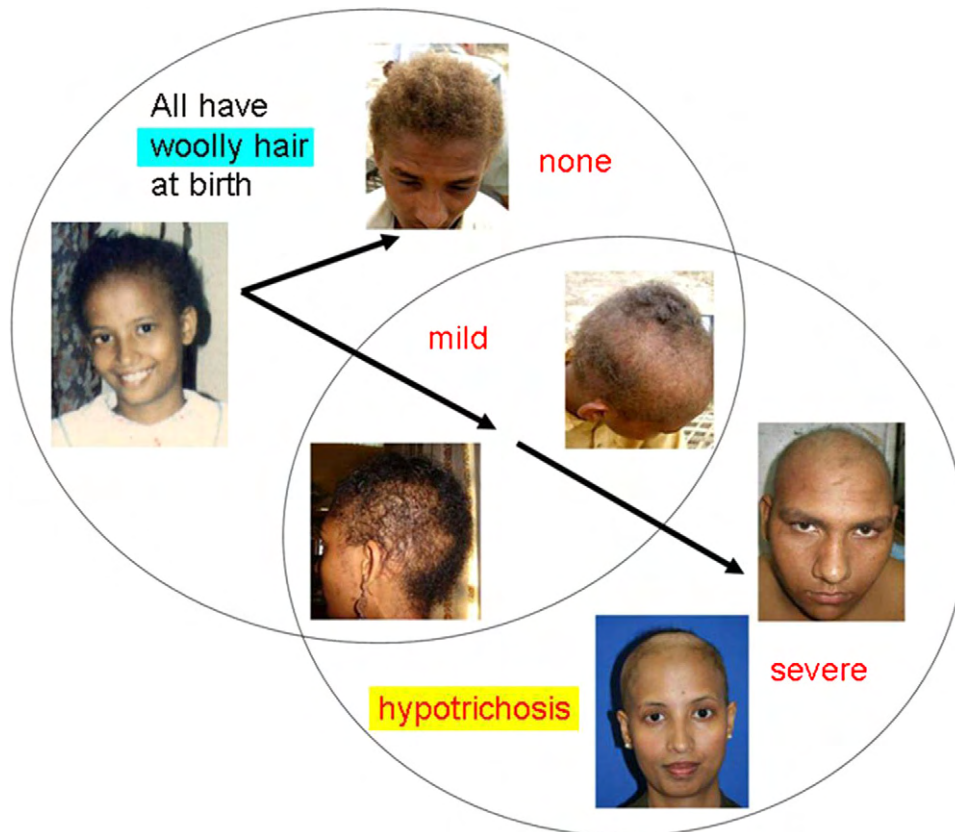 All have
woolly hair
at birth
none
mild
severe
hypotrichosis